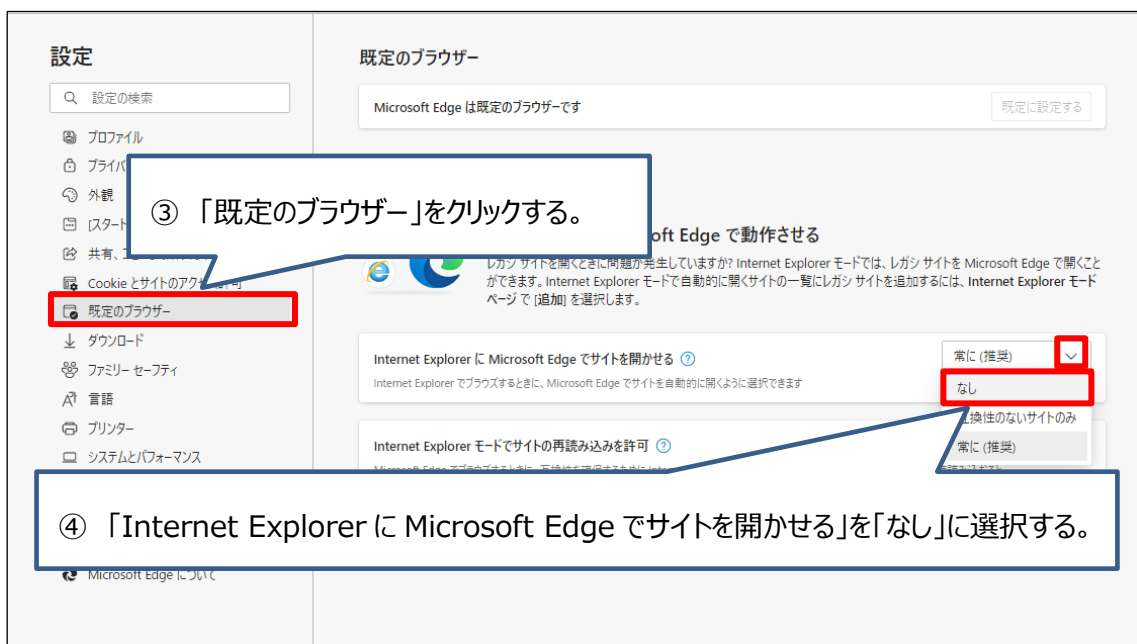 設定
設定の検索
プロファイル
プライバ
外観
[スタート
共有、コ
Cookie とサイトのアクセ
既定のブラウザー
ダウンロード
ファミリー セーフティ
言語
プリンター
システムとパフォーマンス
Microsoft Edge について
既定のブラウザー
Microsoft Edge は既定のブラウザーです
既定に設定する
③ 「既定のブラウザー」をクリックする。
oft Edge で動作させる
レガシ サイトを開くときに問題が発生していますか? Internet Explorer モードでは、レガシ サイトを Microsoft Edge で開くこと
ができます。Internet Explorer モードで自動的に開くサイトの一覧にレガシ サイトを追加するには、Internet Explorer モード
ページ で [追加] を選択します。
Internet Explorer に Microsoft Edge でサイトを開かせる
常に (推奨)
Internet Explorer でブラウズするときに、Microsoft Edge でサイトを自動的に開くように選択できます
なし
互換性のないサイトのみ
常に (推奨)
Internet Explorer モードでサイトの再読み込みを許可
④ 「Internet Explorer に Microsoft Edge でサイトを開かせる」を「なし」に選択する。